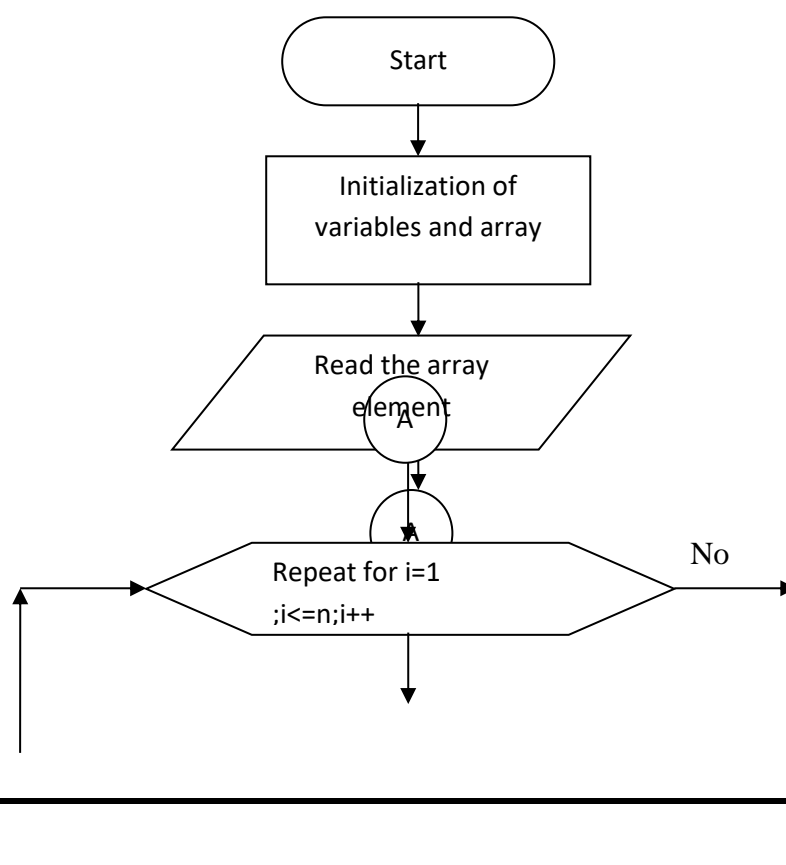 Start
Initialization of
variables and array
Read the array
element
A
A
No
Repeat for i=1
;i<=n;i++